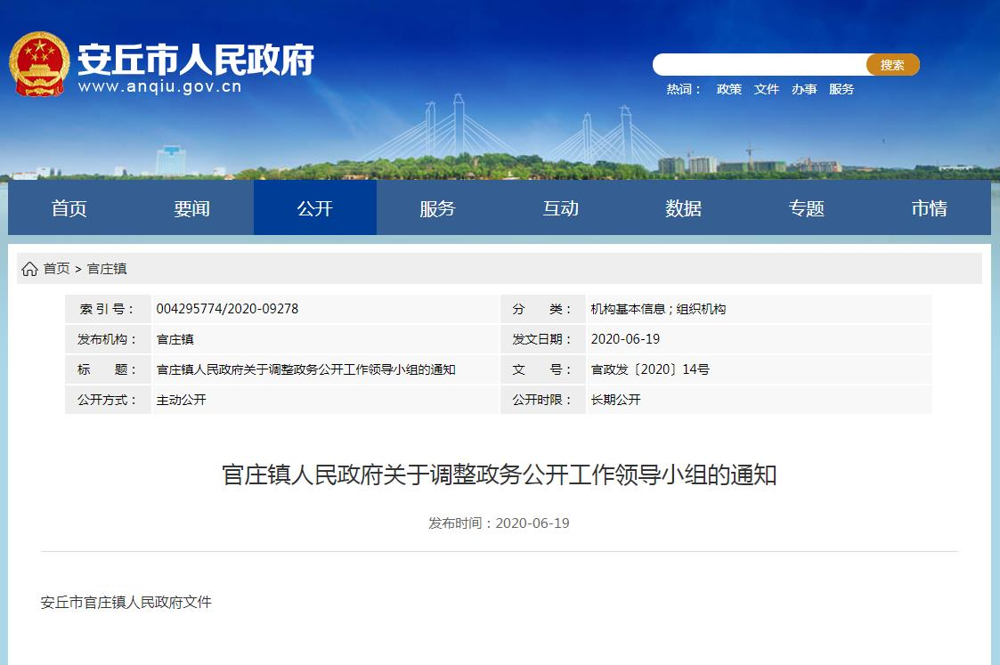 安丘市人民政府
www.anqiu.gov.cn
搜索
热词： 政策 文件 办事 服务
首页 要闻 公开 服务 互动 数据 专题 市情
首页 > 官庄镇
索引号： 004295774/2020-09278 分 类： 机构基本信息 ; 组织机构
发布机构： 官庄镇 发文日期： 2020-06-19
标 题： 官庄镇人民政府关于调整政务公开工作领导小组的通知 文 号： 官政发〔2020〕14号
公开方式： 主动公开 公开时限： 长期公开
官庄镇人民政府关于调整政务公开工作领导小组的通知
发布时间：2020-06-19
安丘市官庄镇人民政府文件